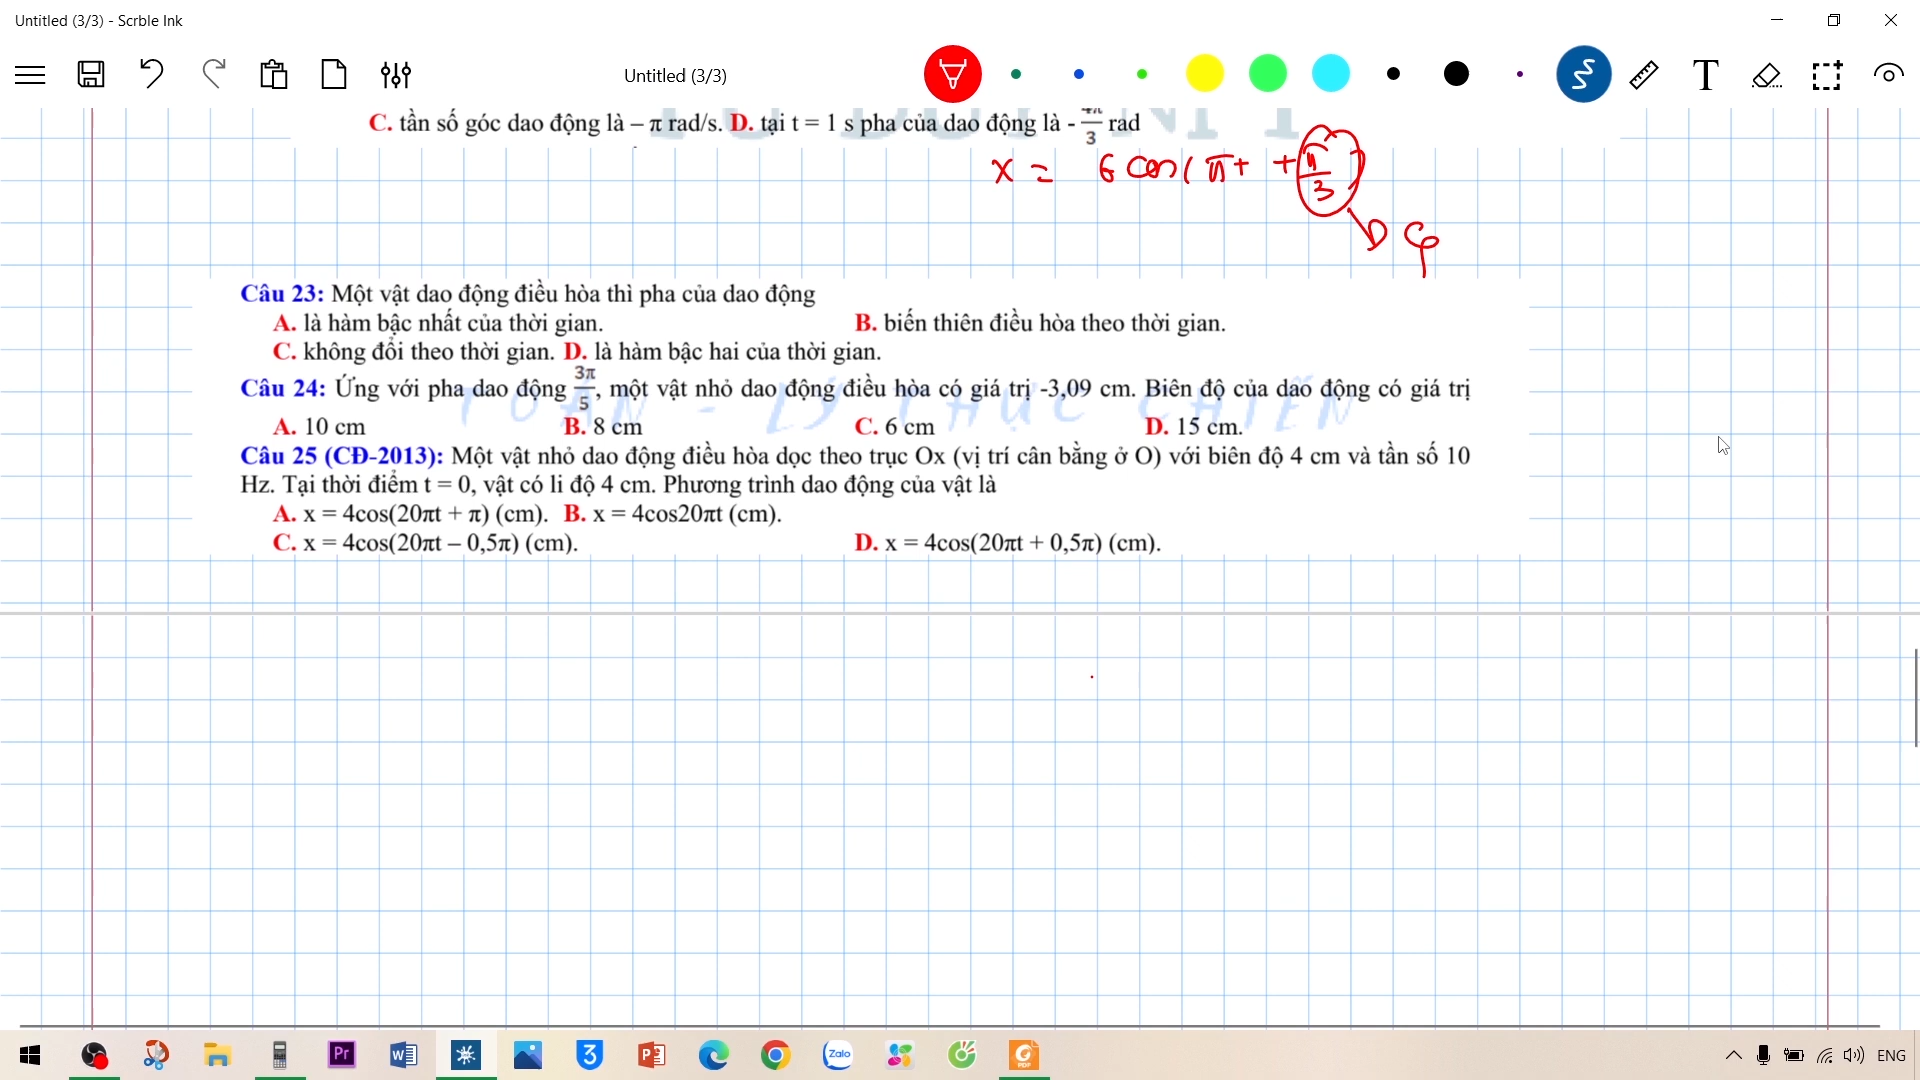 Untitled (3/3) - Scrble Ink
Untitled (3/3)
T
C. tần số góc dao động là – π rad/s. D. tại t = 1 s pha của dao động là - 4π/3 rad
x = 6 cos(πt + π/3)
φ
Câu 23: Một vật dao động điều hòa thì pha của dao động
A. là hàm bậc nhất của thời gian. B. biến thiên điều hòa theo thời gian.
C. không đổi theo thời gian. D. là hàm bậc hai của thời gian.
Câu 24: Ứng với pha dao động 3π/5, một vật nhỏ dao động điều hòa có giá trị -3,09 cm. Biên độ của dao động có giá trị
TOÁN - LÝ THỰC CHIẾN
A. 10 cm B. 8 cm C. 6 cm D. 15 cm.
Câu 25 (CĐ-2013): Một vật nhỏ dao động điều hòa dọc theo trục Ox (vị trí cân bằng ở O) với biên độ 4 cm và tần số 10
Hz. Tại thời điểm t = 0, vật có li độ 4 cm. Phương trình dao động của vật là
A. x = 4cos(20πt + π) (cm). B. x = 4cos20πt (cm).
C. x = 4cos(20πt – 0,5π) (cm). D. x = 4cos(20πt + 0,5π) (cm).
Pr
Zalo
PDF
ENG